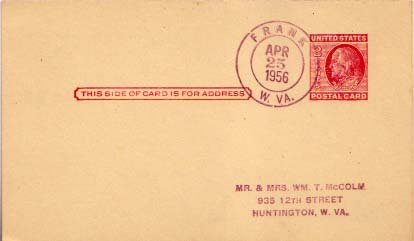 FRANK
APR
25
1956
W. VA.
UNITED STATES
POSTAL CARD
THIS SIDE OF CARD IS FOR ADDRESS
MR. & MRS. WM. T. McCOLM
935 12TH STREET
HUNTINGTON, W. VA.